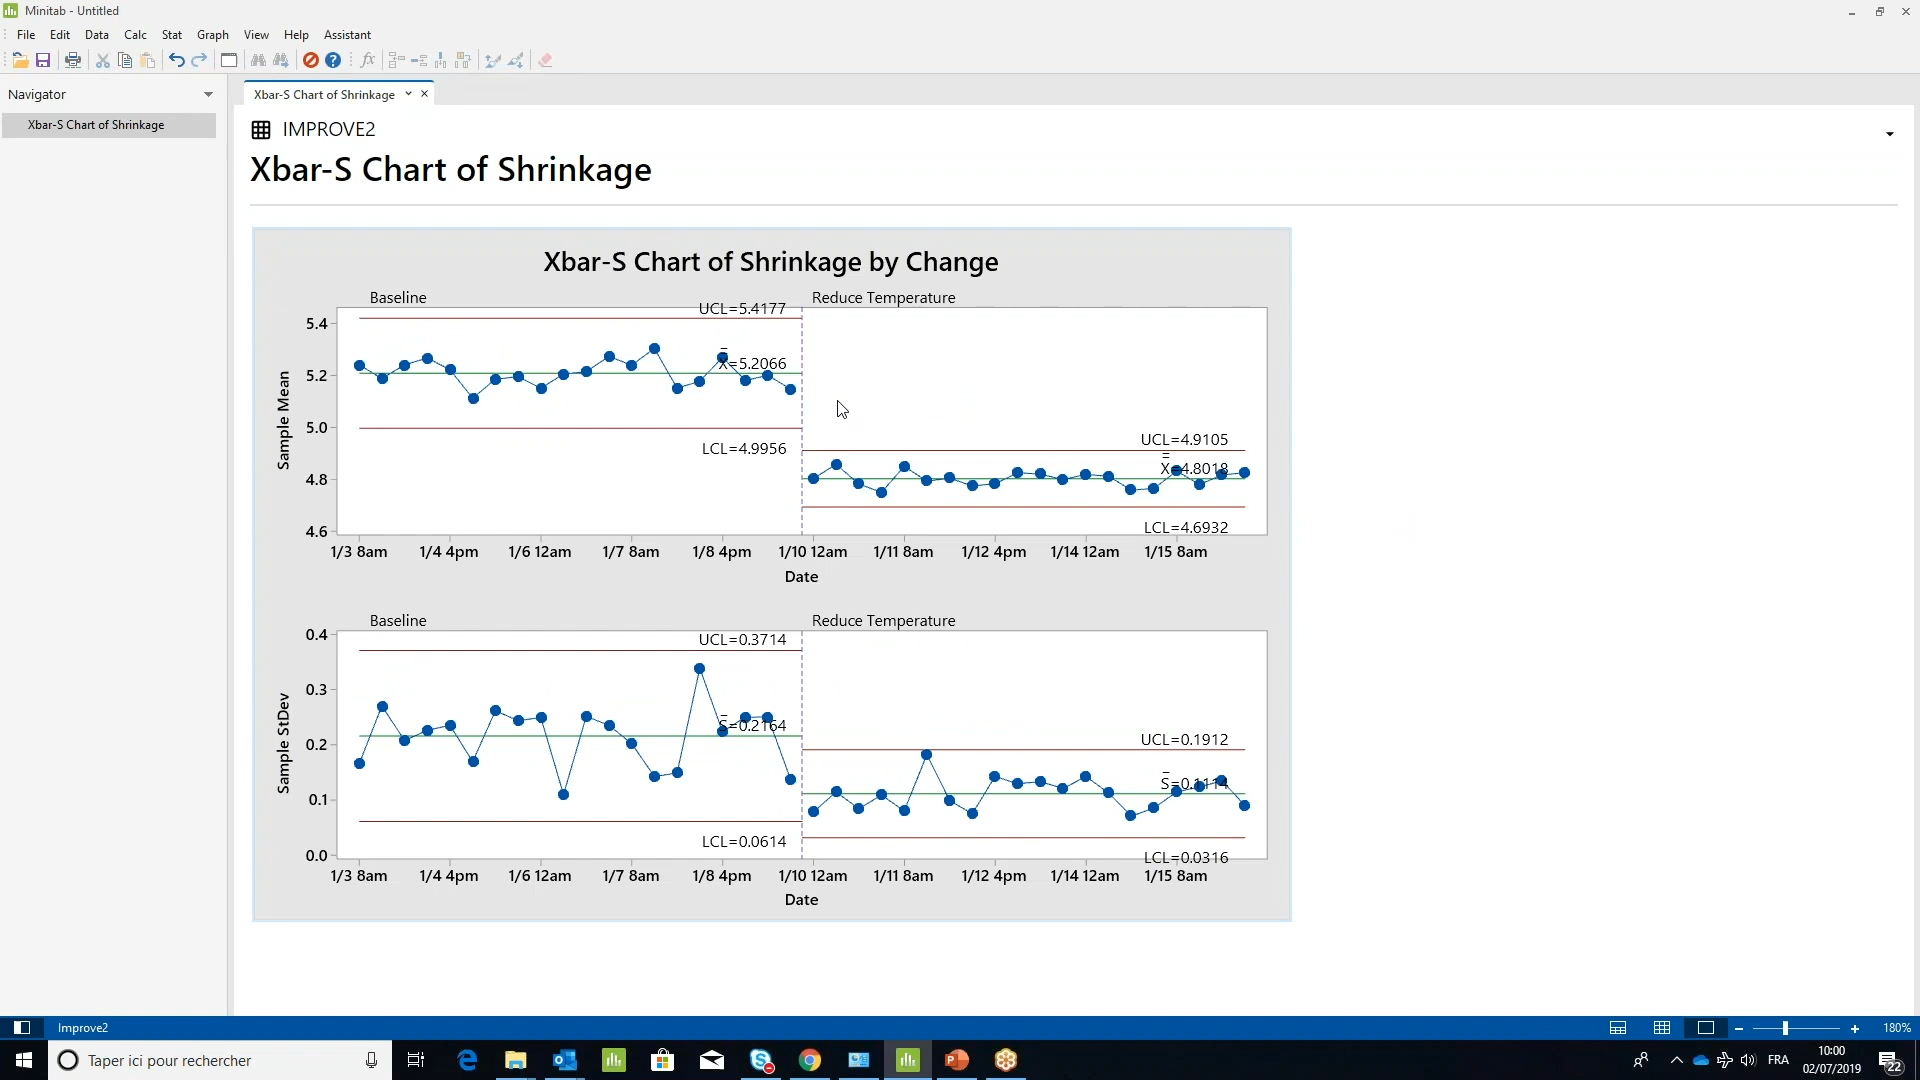 Minitab - Untitled
File Edit Data Calc Stat Graph View Help Assistant
Navigator
Xbar-S Chart of Shrinkage
Xbar-S Chart of Shrinkage
IMPROVE2
Xbar-S Chart of Shrinkage
Xbar-S Chart of Shrinkage by Change
Baseline Reduce Temperature
UCL=5.4177
X̿=5.2066
LCL=4.9956
UCL=4.9105
X̿=4.8018
LCL=4.6932
Sample Mean
5.4
5.2
5.0
4.8
4.6
1/3 8am 1/4 4pm 1/6 12am 1/7 8am 1/8 4pm 1/10 12am 1/11 8am 1/12 4pm 1/14 12am 1/15 8am
Date
Baseline Reduce Temperature
UCL=0.3714
S̅=0.2164
LCL=0.0614
UCL=0.1912
S̅=0.1114
LCL=0.0316
Sample StDev
0.4
0.3
0.2
0.1
0.0
1/3 8am 1/4 4pm 1/6 12am 1/7 8am 1/8 4pm 1/10 12am 1/11 8am 1/12 4pm 1/14 12am 1/15 8am
Date
Improve2
180%
Taper ici pour rechercher
FRA
10:00
02/07/2019
22